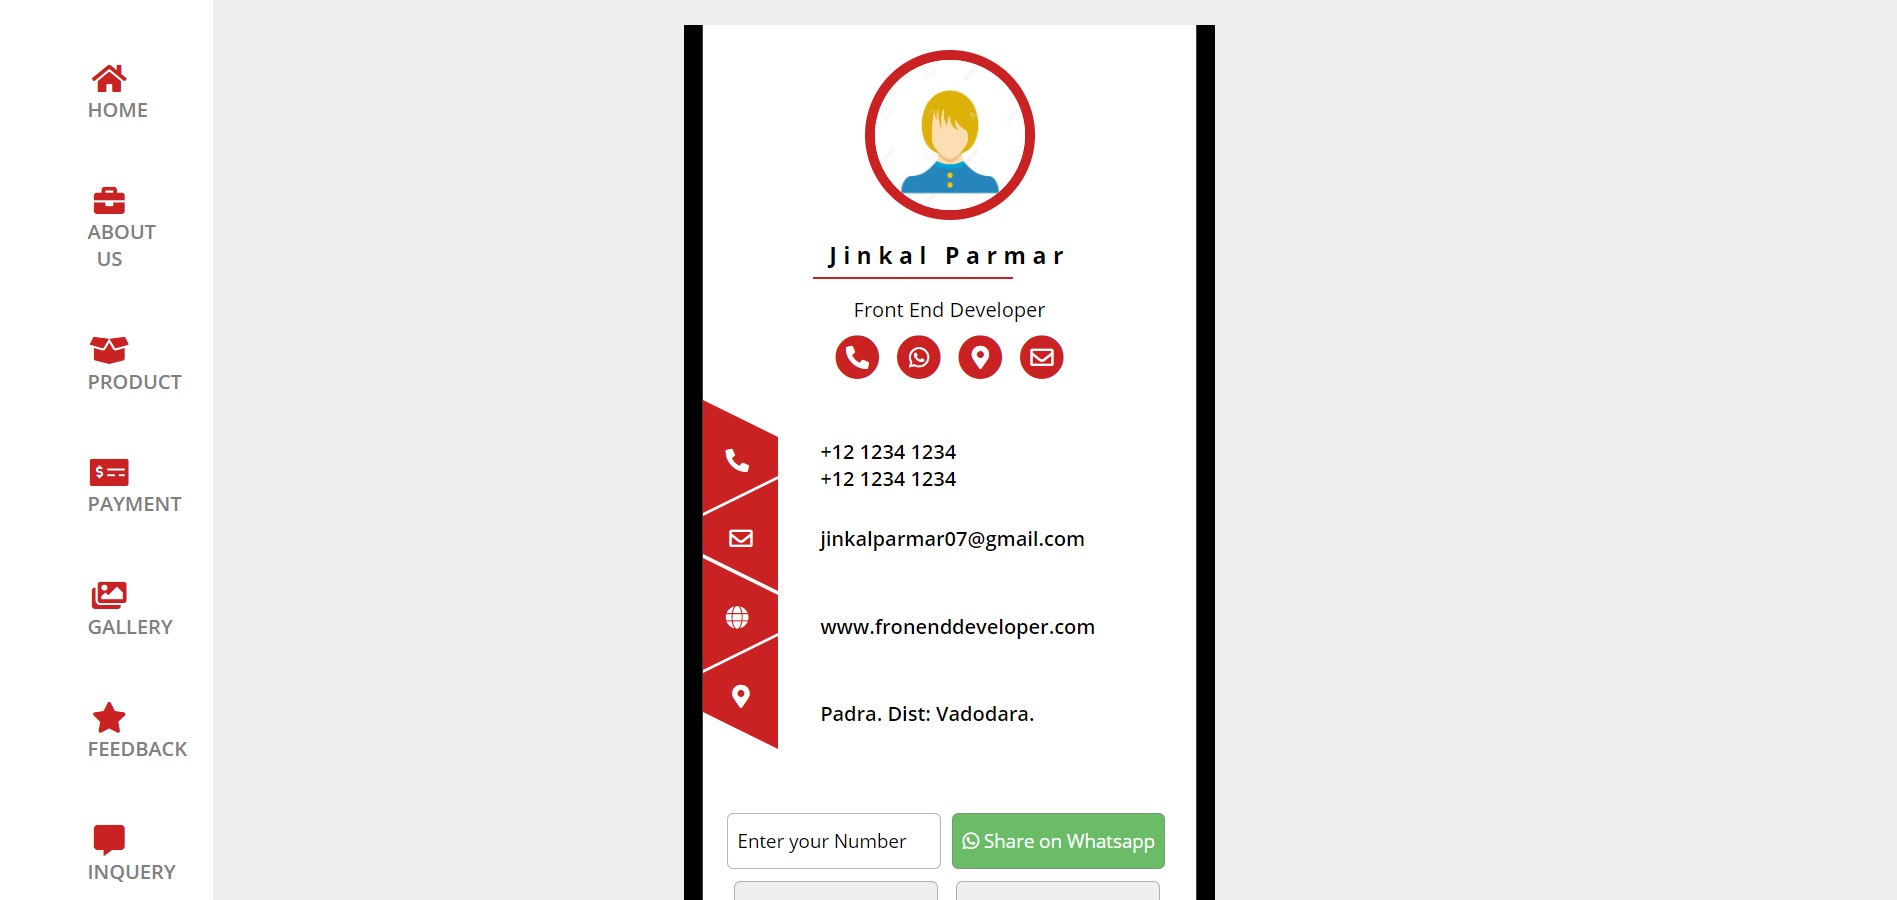 HOME
ABOUT
US
PRODUCT
PAYMENT
GALLERY
FEEDBACK
INQUERY
Jinkal Parmar
Front End Developer
+12 1234 1234
+12 1234 1234
jinkalparmar07@gmail.com
www.fronenddeveloper.com
Padra. Dist: Vadodara.
Enter your Number
Share on Whatsapp